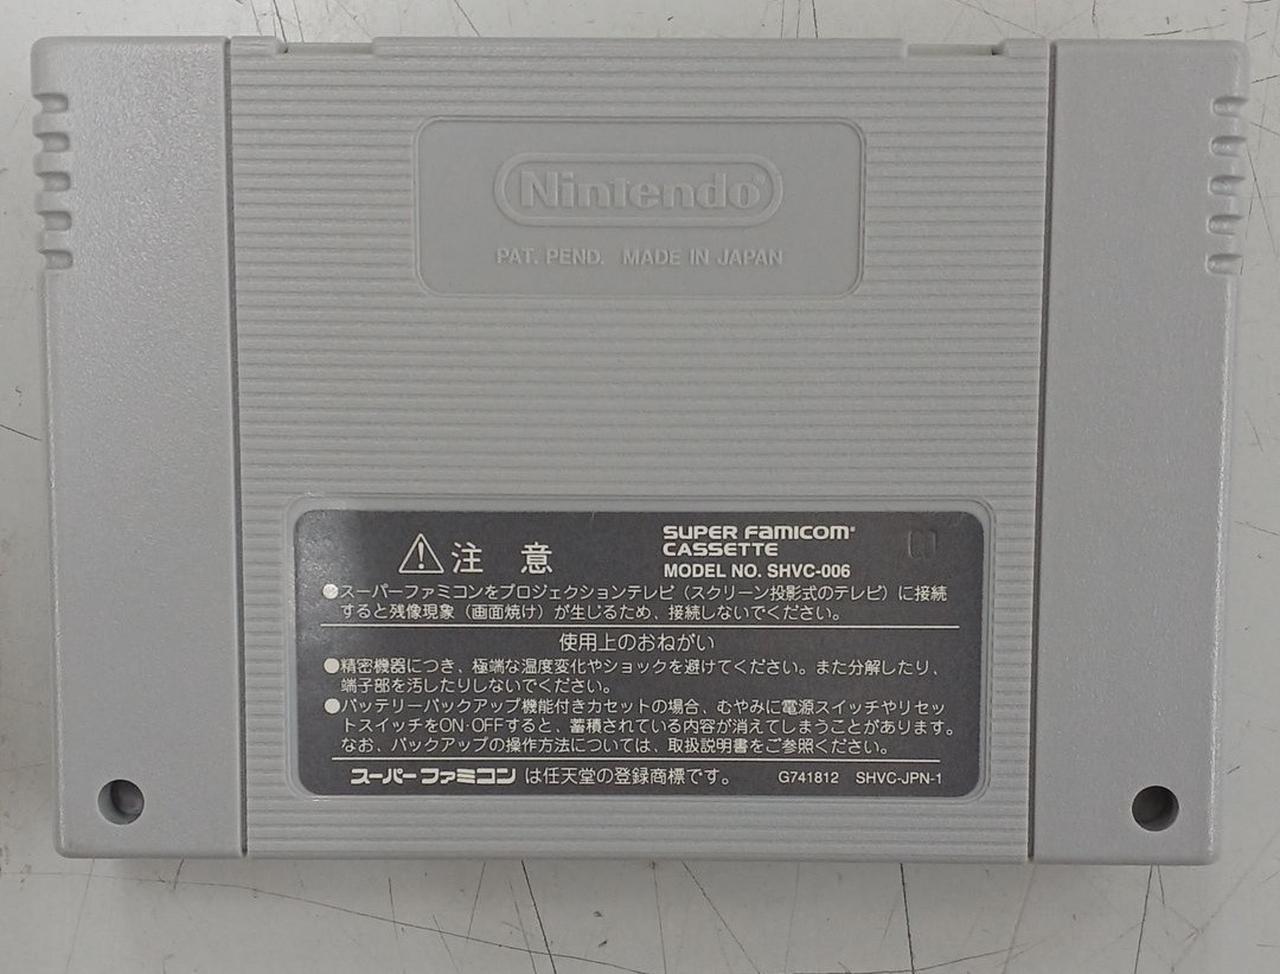 Nintendo
PAT. PEND. MADE IN JAPAN
注 意
SUPER FAMICOM
CASSETTE
MODEL NO. SHVC-006
●スーパーファミコンをプロジェクションテレビ（スクリーン投影式のテレビ）に接続
すると残像現象（画面焼け）が生じるため、接続しないでください。
使用上のおねがい
●精密機器につき、極端な温度変化やショックを避けてください。また分解したり、
端子部を汚したりしないでください。
●バッテリーバックアップ機能付きカセットの場合、むやみに電源スイッチやリセッ
トスイッチをON·OFFすると、蓄積されている内容が消えてしまうことがあります。
なお、バックアップの操作方法については、取扱説明書をご参照ください。
スーパーファミコン は任天堂の登録商標です。 G741812 SHVC-JPN-1